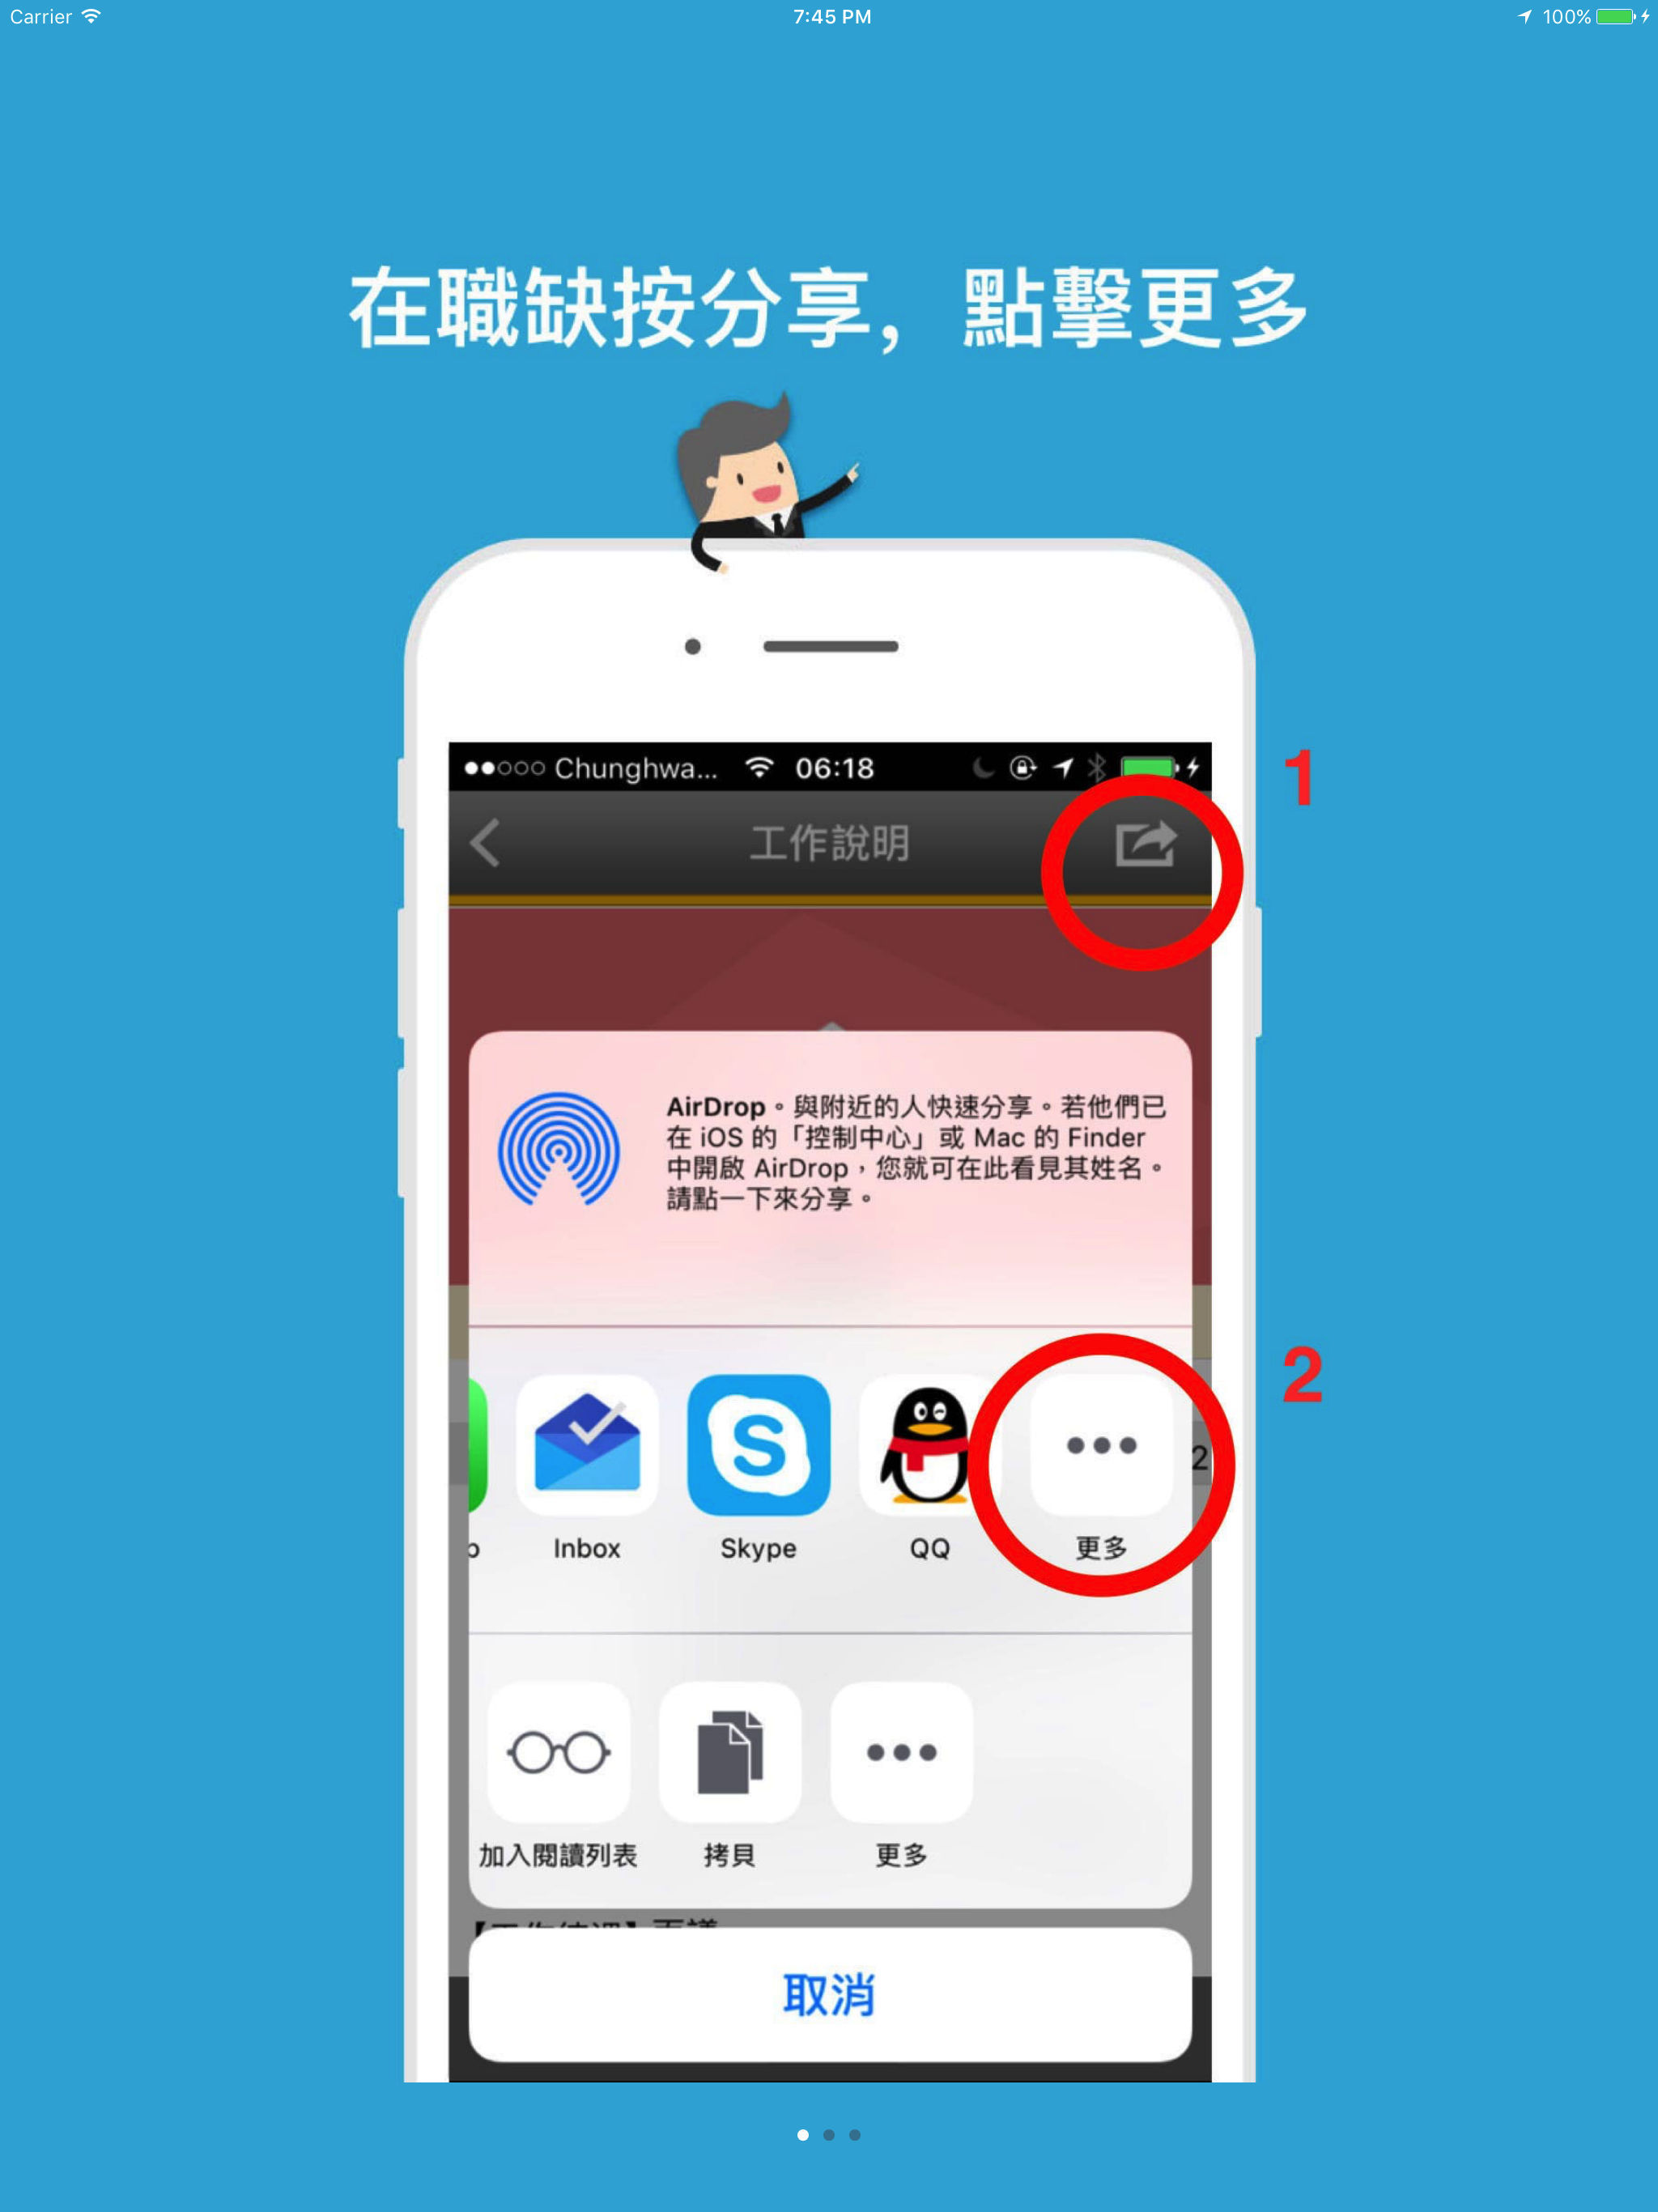 Carrier
7:45 PM
100%
在職缺按分享，點擊更多
Chunghwa...
06:18
1
工作說明
AirDrop。與附近的人快速分享。若他們已
在 iOS 的「控制中心」或 Mac 的 Finder
中開啟 AirDrop，您就可在此看見其姓名。
請點一下來分享。
2
2
p
Inbox
Skype
QQ
更多
加入閱讀列表
拷貝
更多
取消